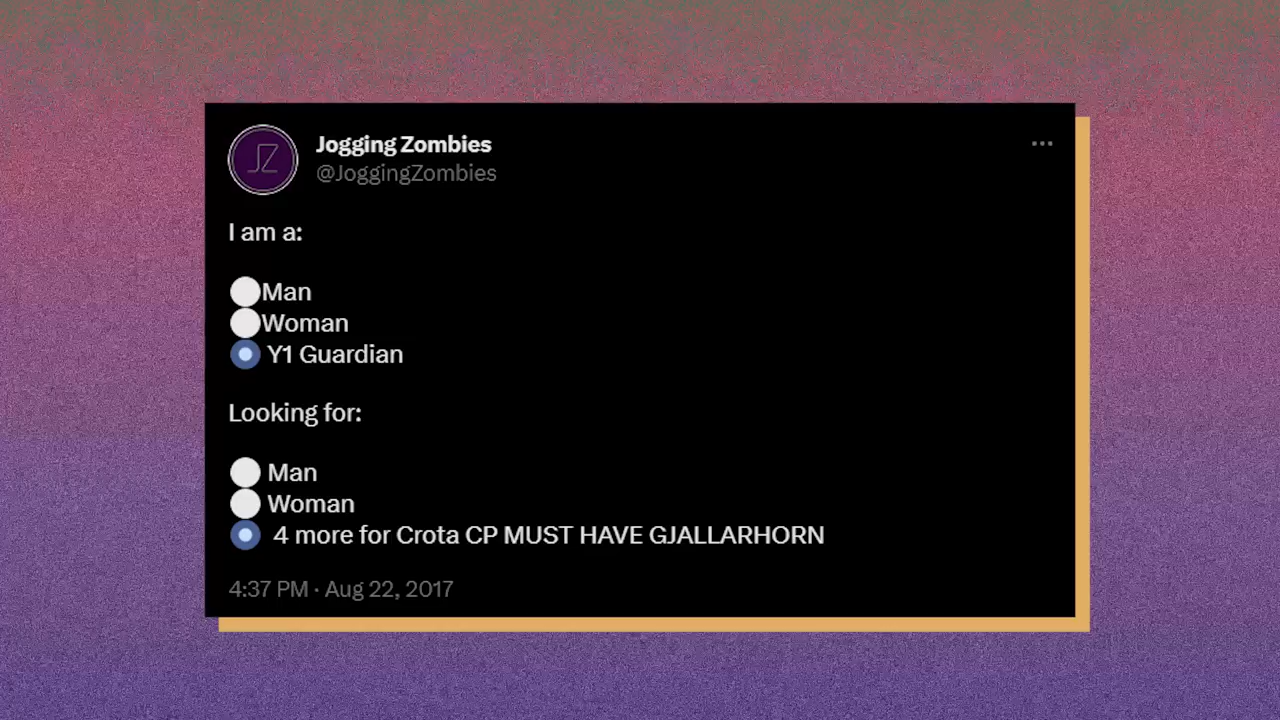 JZ
Jogging Zombies
@JoggingZombies
I am a:
Man
Woman
Y1 Guardian
Looking for:
Man
Woman
4 more for Crota CP MUST HAVE GJALLARHORN
4:37 PM · Aug 22, 2017